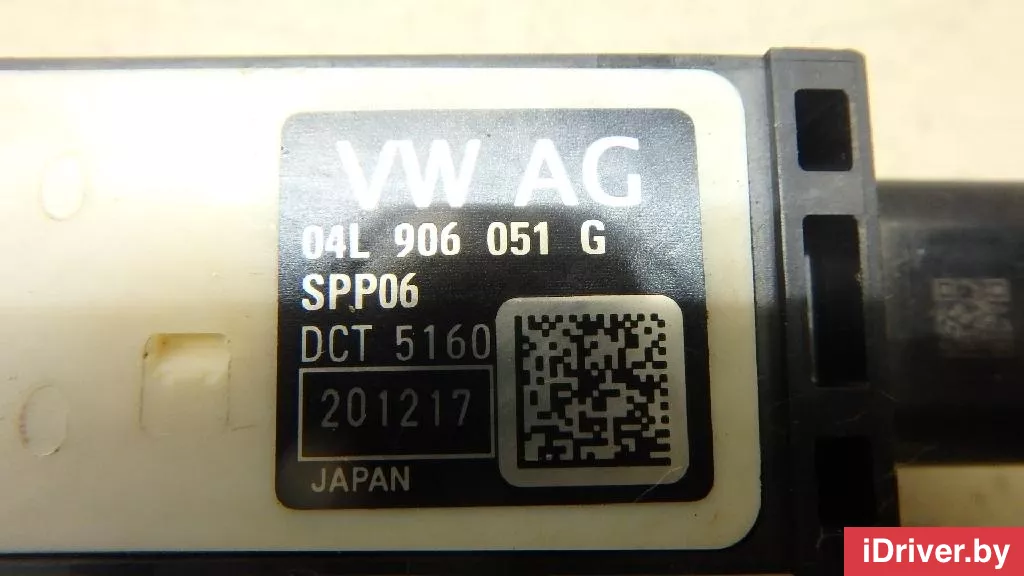 VW AG
04L 906 051 G
SPP06
DCT 5160
201217
JAPAN
iDriver.by